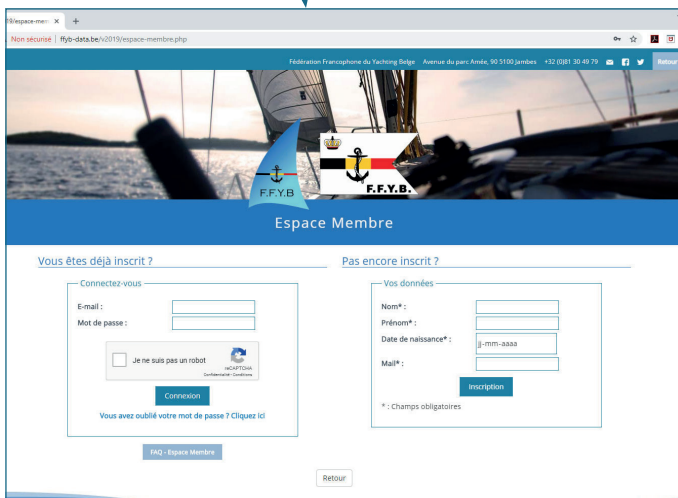 19/espace-mem × +
Non sécurisé | ffyb-data.be/v2019/espace-membre.php
Fédération Francophone du Yachting Belge Avenue du parc Amée, 90 5100 Jambes +32 (0)81 30 49 79 Retour
F.F.Y.B
F.F.Y.B.
Espace Membre
Vous êtes déjà inscrit ?
Connectez-vous
E-mail :
Mot de passe :
Je ne suis pas un robot
reCAPTCHA
Confidentialité - Conditions
Connexion
Vous avez oublié votre mot de passe ? Cliquez ici
FAQ - Espace Membre
Pas encore inscrit ?
Vos données
Nom* :
Prénom* :
Date de naissance* :
jj-mm-aaaa
Mail* :
Inscription
* : Champs obligatoires
Retour